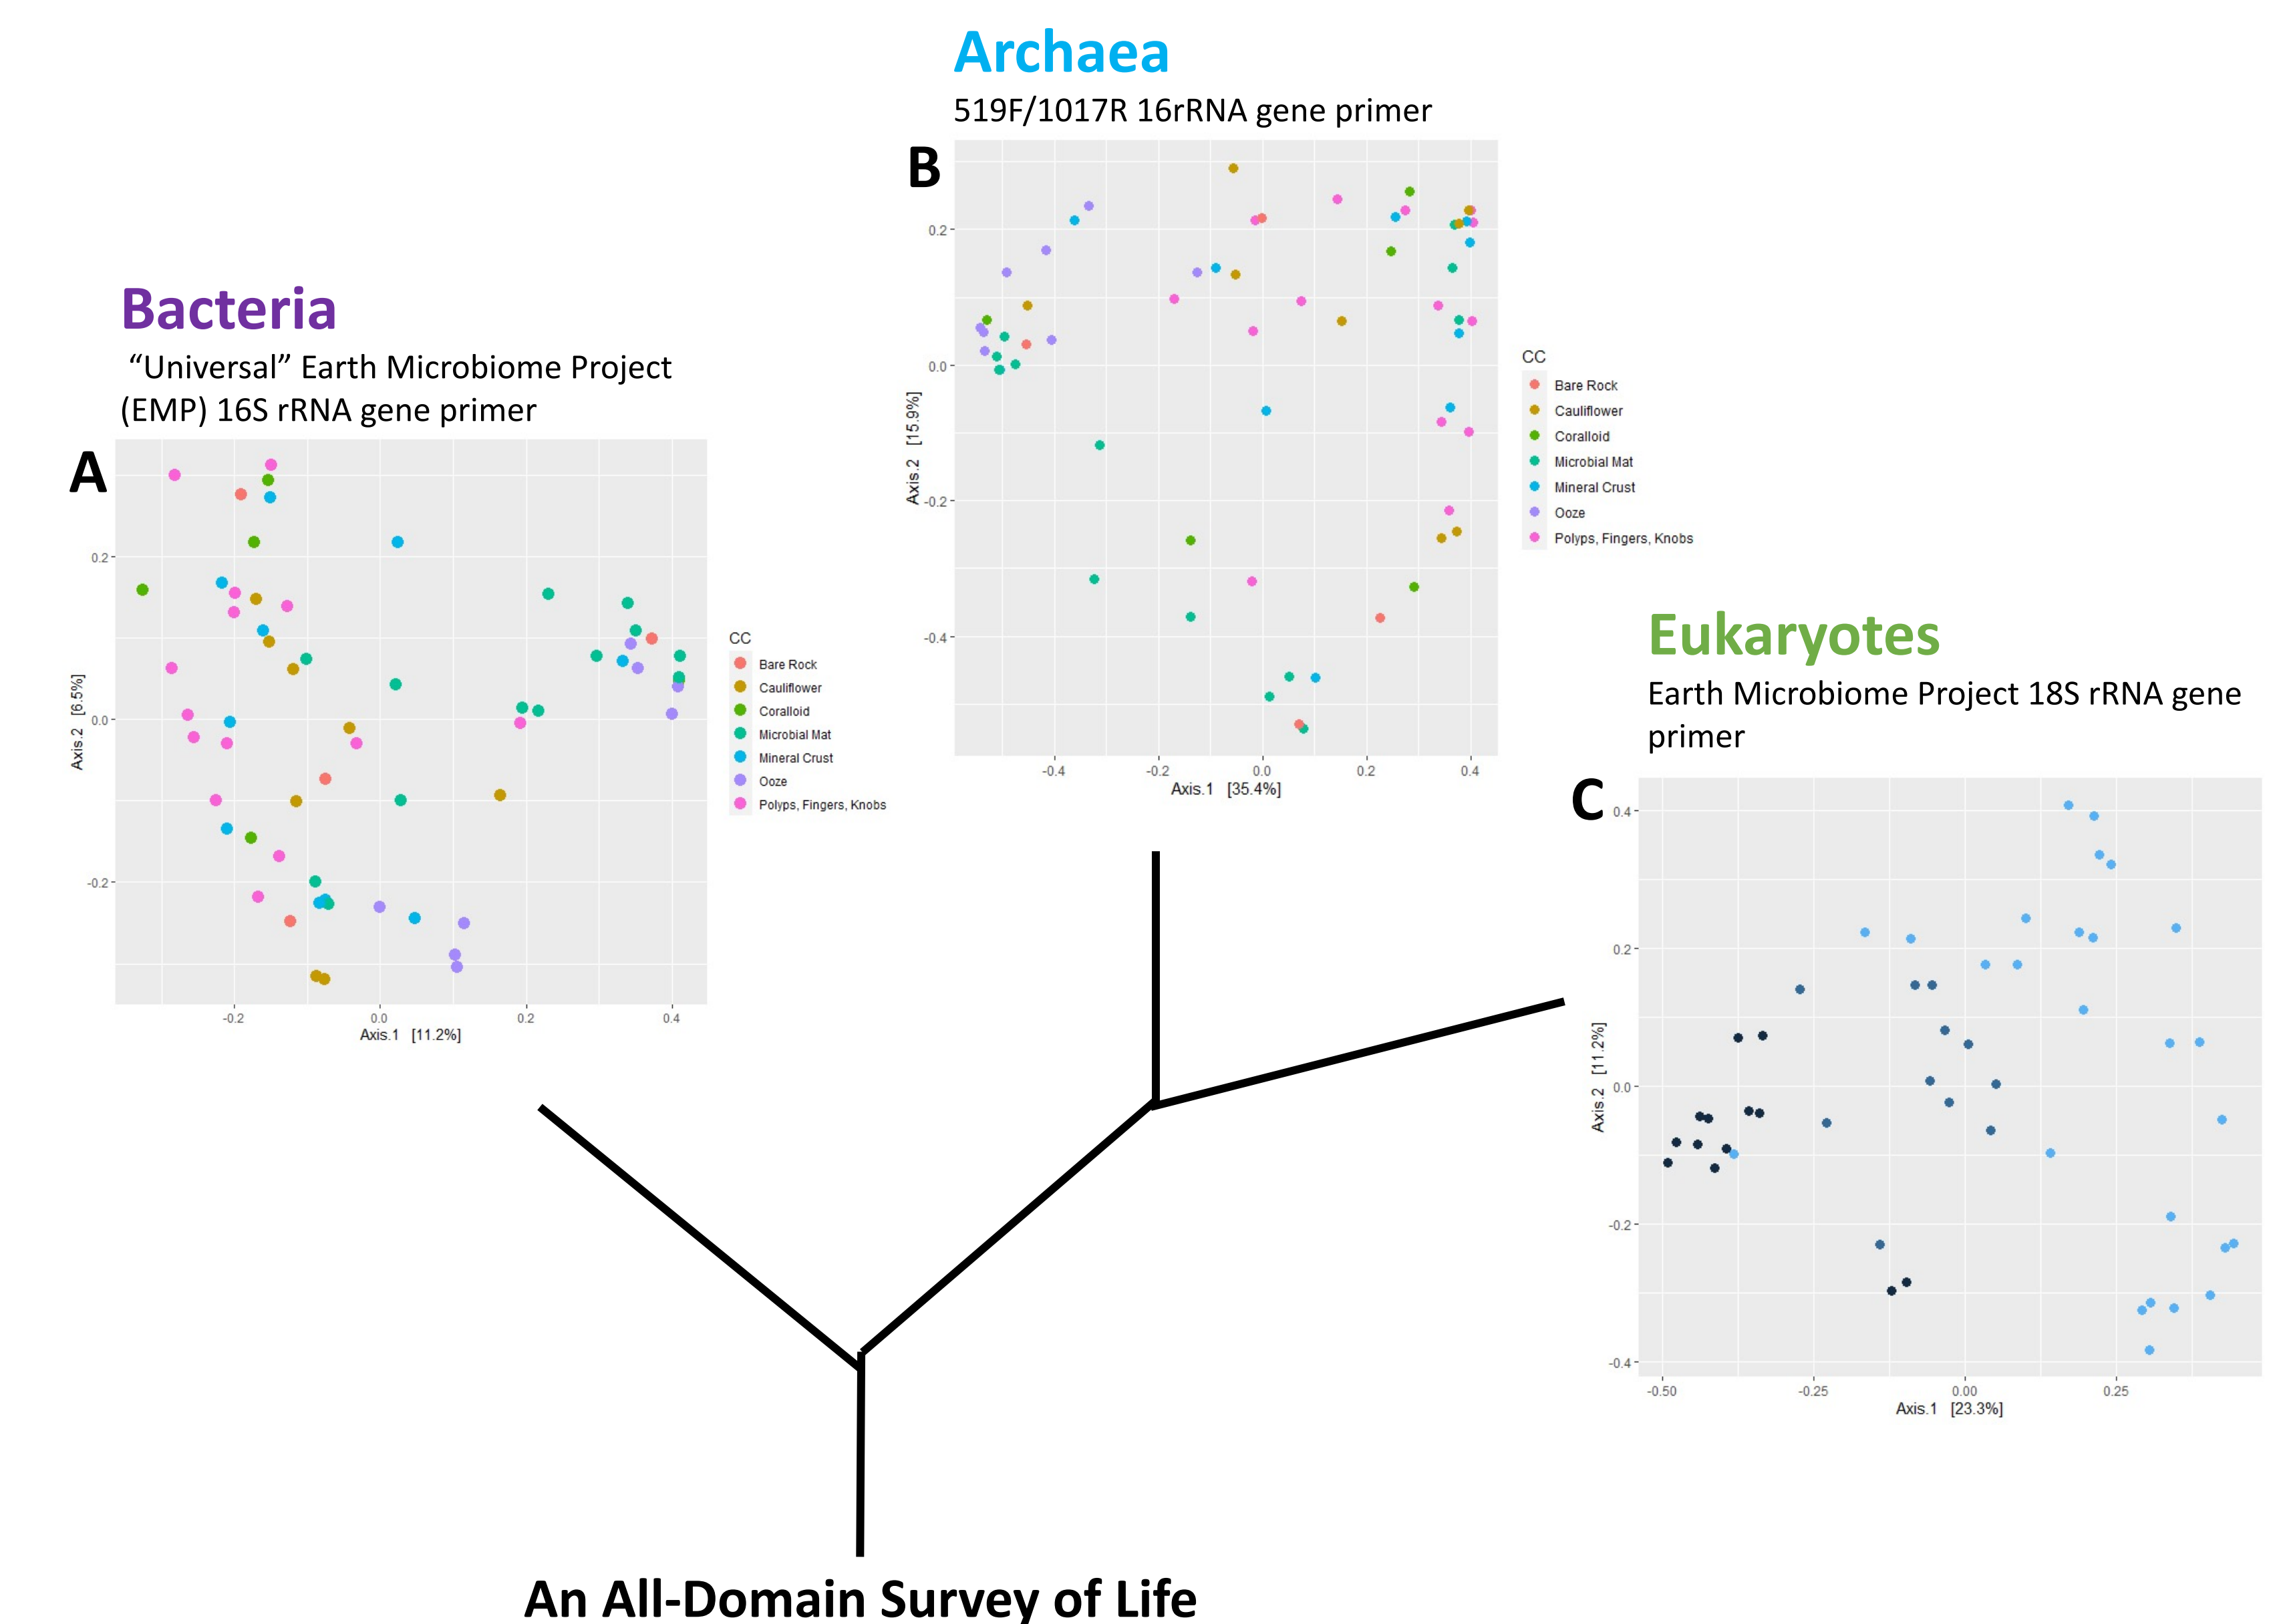 Archaea
519F/1017R 16rRNA gene primer
B
0.2
0.0
-0.2
-0.4
Axis.2 [15.9%]
-0.4
-0.2
0.0
0.2
0.4
Axis.1 [35.4%]
CC
Bare Rock
Cauliflower
Coralloid
Microbial Mat
Mineral Crust
Ooze
Polyps, Fingers, Knobs
Bacteria
“Universal” Earth Microbiome Project
(EMP) 16S rRNA gene primer
A
0.2
0.0
-0.2
Axis.2 [6.5%]
-0.2
0.0
0.2
0.4
Axis.1 [11.2%]
CC
Bare Rock
Cauliflower
Coralloid
Microbial Mat
Mineral Crust
Ooze
Polyps, Fingers, Knobs
Eukaryotes
Earth Microbiome Project 18S rRNA gene
primer
C
0.4
0.2
0.0
-0.2
-0.4
Axis.2 [11.2%]
-0.50
-0.25
0.00
0.25
Axis.1 [23.3%]
An All-Domain Survey of Life